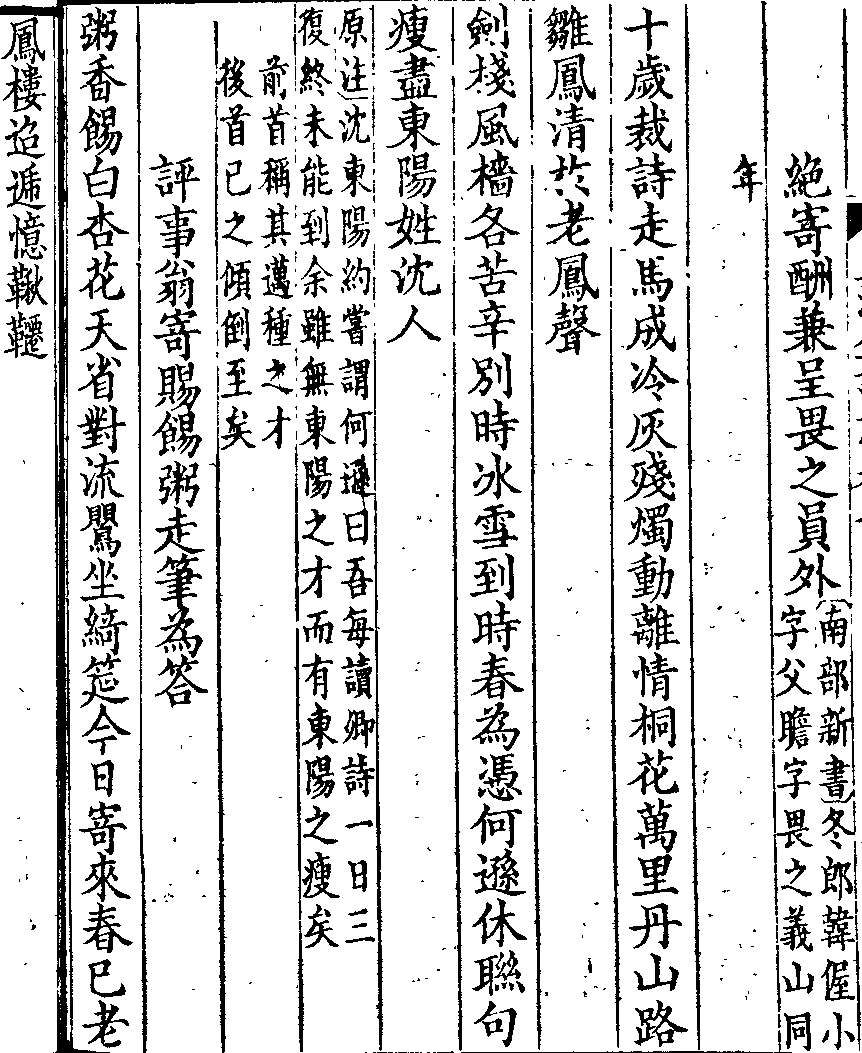 絶寄酬兼呈畏之員外南部新書冬郎韓偓小
字父瞻字畏之義山同
年
十歲裁詩走馬成冷灰殘燭動離情桐花萬里丹山路
雛鳳清於老鳳聲
劍棧風檣各苦辛別時冰雪到時春為憑何遜休聯句
瘦盡東陽姓沈人
原注沈東陽約嘗謂何遜曰吾每讀卿詩一日三
復終未能到余雖無東陽之才而有東陽之瘦矣
前首稱其邁種之才
後首已之傾倒至矣
評事翁寄賜餳粥走筆為答
粥香餳白杏花天省對流鶯坐綺筵今日寄來春已老
鳳樓迢遞憶鞦韆